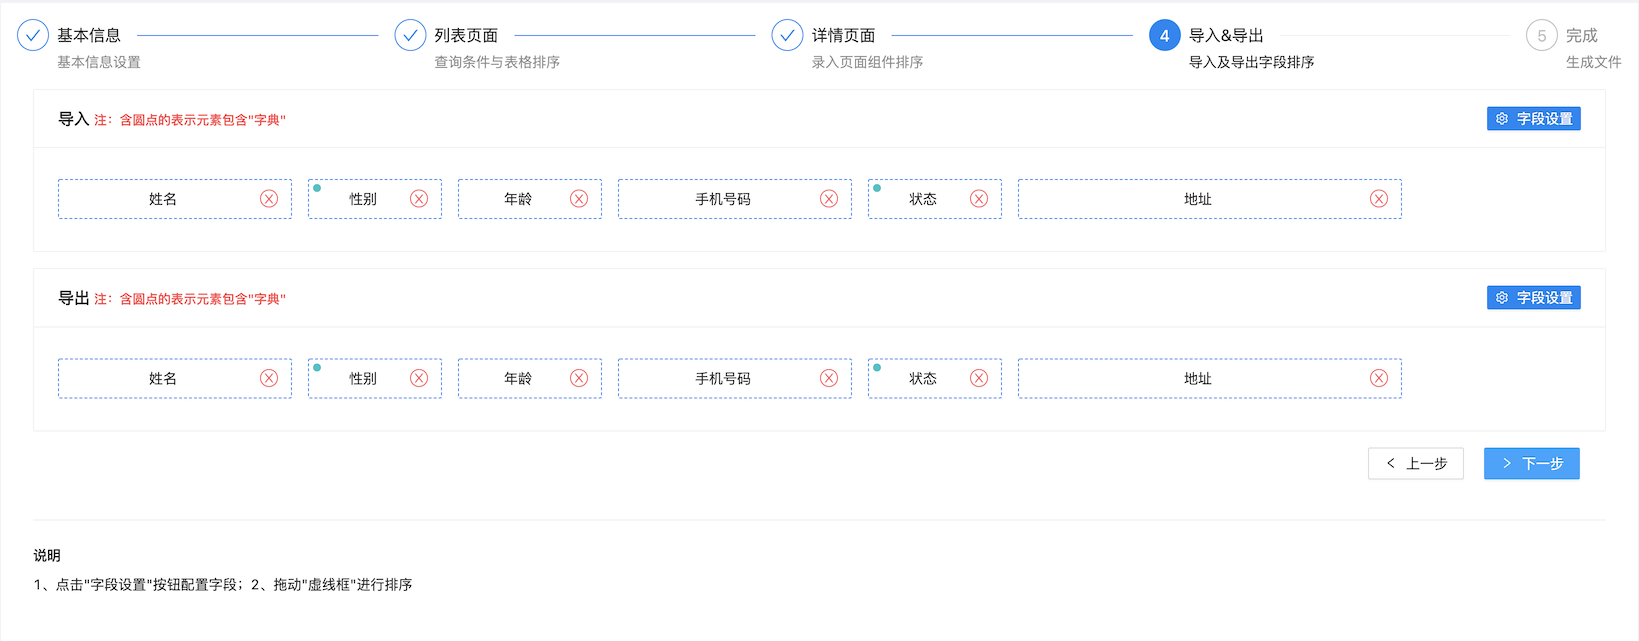 基本信息
基本信息设置
列表页面
查询条件与表格排序
详情页面
录入页面组件排序
4 导入&导出
导入及导出字段排序
5 完成
生成文件
导入 注：含圆点的表示元素包含"字典"
字段设置
姓名 性别 年龄 手机号码 状态 地址
导出 注：含圆点的表示元素包含"字典"
字段设置
姓名 性别 年龄 手机号码 状态 地址
< 上一步 > 下一步
说明
1、点击"字段设置"按钮配置字段；2、拖动"虚线框"进行排序